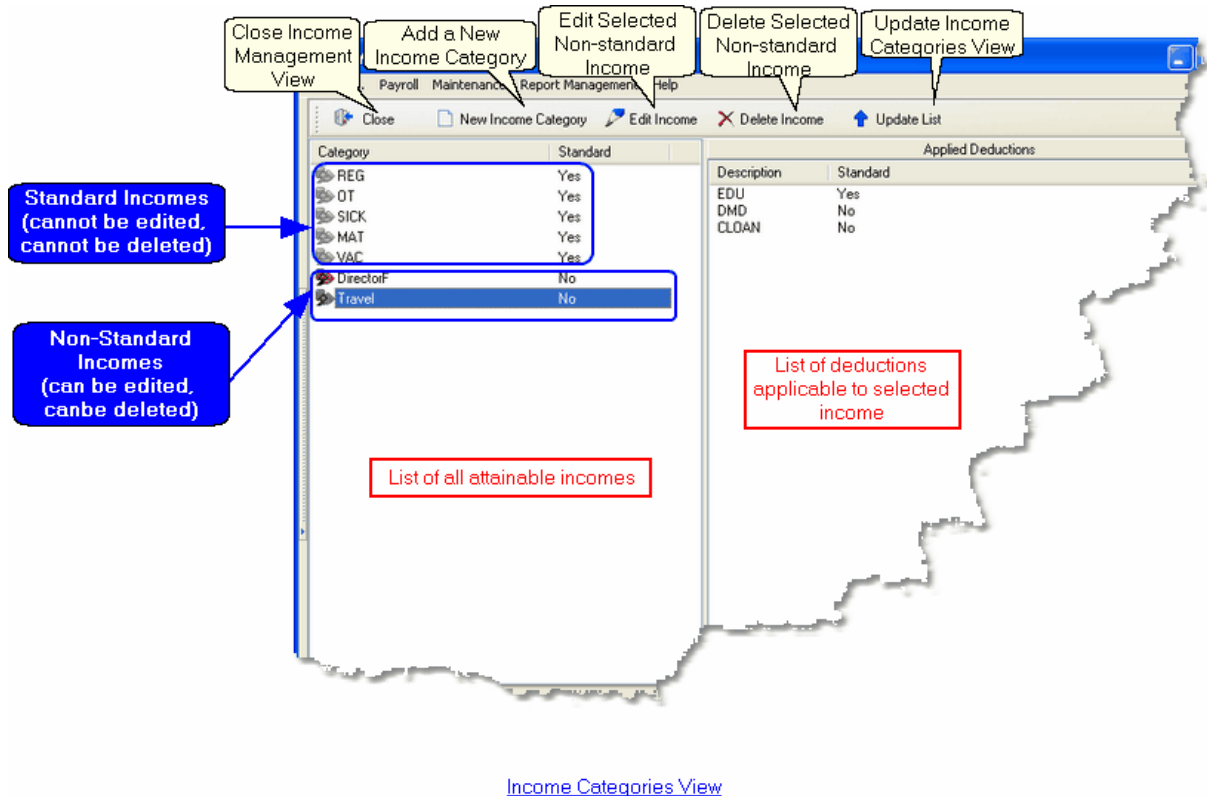 Close Income
Management
View
Add a New
Income Category
Edit Selected
Non-standard
Income
Delete Selected
Non-standard
Income
Update Income
Categories View
Payroll Maintenance Report Management Help
Close New Income Category Edit Income Delete Income Update List
Category Standard
REG Yes
OT Yes
SICK Yes
MAT Yes
VAC Yes
DirectorF No
Travel No
Applied Deductions
Description Standard
EDU Yes
DMD No
CLOAN No
Standard Incomes
(cannot be edited,
cannot be deleted)
Non-Standard
Incomes
(can be edited,
canbe deleted)
List of deductions
applicable to selected
income
List of all attainable incomes
Income Categories View